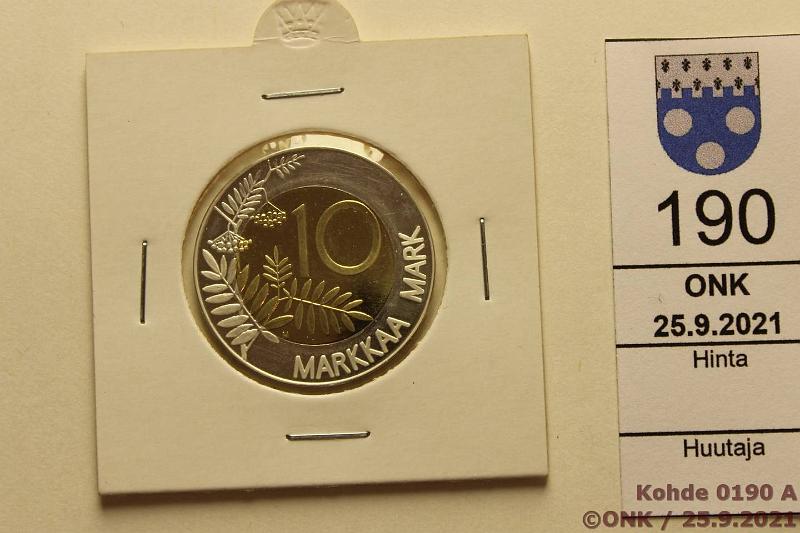 10
MARKKAA MARK
190
ONK
25.9.2021
Hinta
Huutaja
Kohde 0190 A
©ONK / 25.9.2021